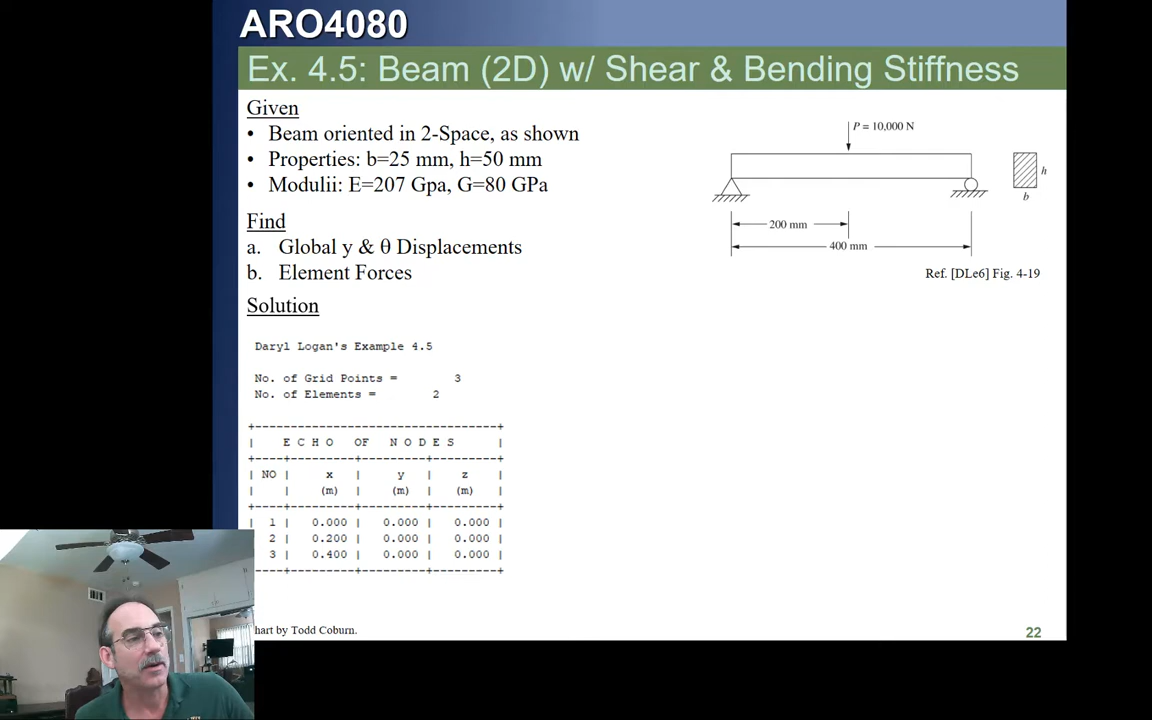 ARO4080
Ex. 4.5: Beam (2D) w/ Shear & Bending Stiffness
Given
• Beam oriented in 2-Space, as shown
• Properties: b=25 mm, h=50 mm
• Modulii: E=207 Gpa, G=80 GPa
Find
a. Global y & θ Displacements
b. Element Forces
Solution
P = 10,000 N
h
b
200 mm
400 mm
Ref. [DLe6] Fig. 4-19
Daryl Logan's Example 4.5
No. of Grid Points = 3
No. of Elements = 2
+-----------------------------------+
| E C H O OF N O D E S |
+----+---------+---------+---------+
| NO | x | y | z |
| | (m) | (m) | (m) |
+----+---------+---------+---------+
| 1 | 0.000 | 0.000 | 0.000 |
2 | 0.200 | 0.000 | 0.000 |
3 | 0.400 | 0.000 | 0.000 |
----+---------+---------+---------+
hart by Todd Coburn.
22